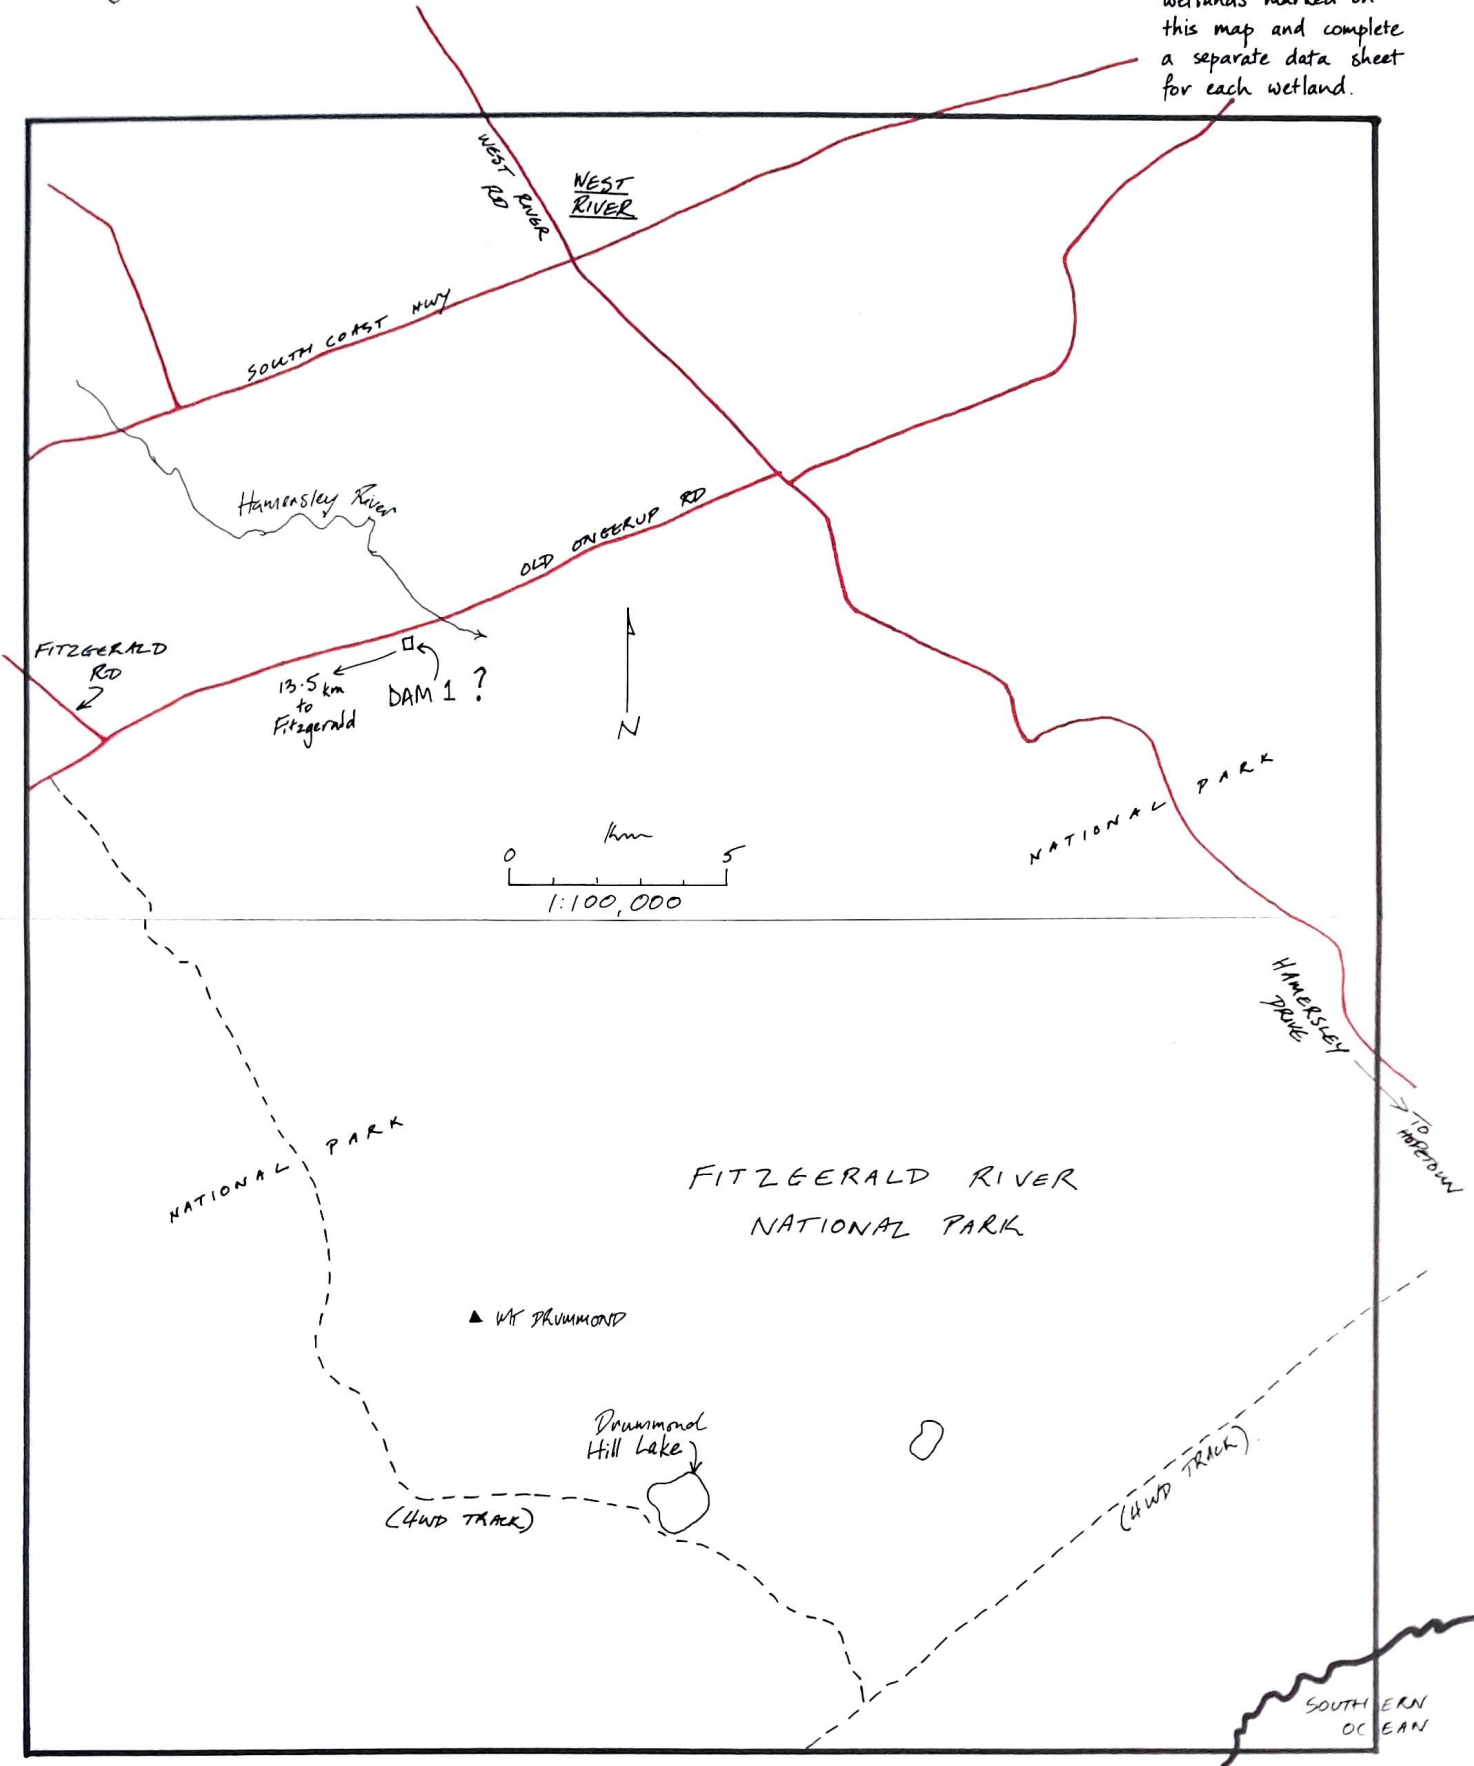 wetlands marked on
this map and complete
a separate data sheet
for each wetland.
WEST RIVER
RD
WEST
RIVER
SOUTH COAST HWY
Hamersley River
OLD ONGERUP RD
FITZGERALD
RD
13.5 km
to
Fitzgerald
DAM 1 ?
N
km
0 5
1:100,000
NATIONAL PARK
HAMERSLEY
DRIVE
TO
HOPETOUN
NATIONAL PARK
FITZGERALD RIVER
NATIONAL PARK
MT DRUMMOND
Drummond
Hill Lake
(4WD TRACK)
(4WD TRACK)
SOUTHERN
OCEAN